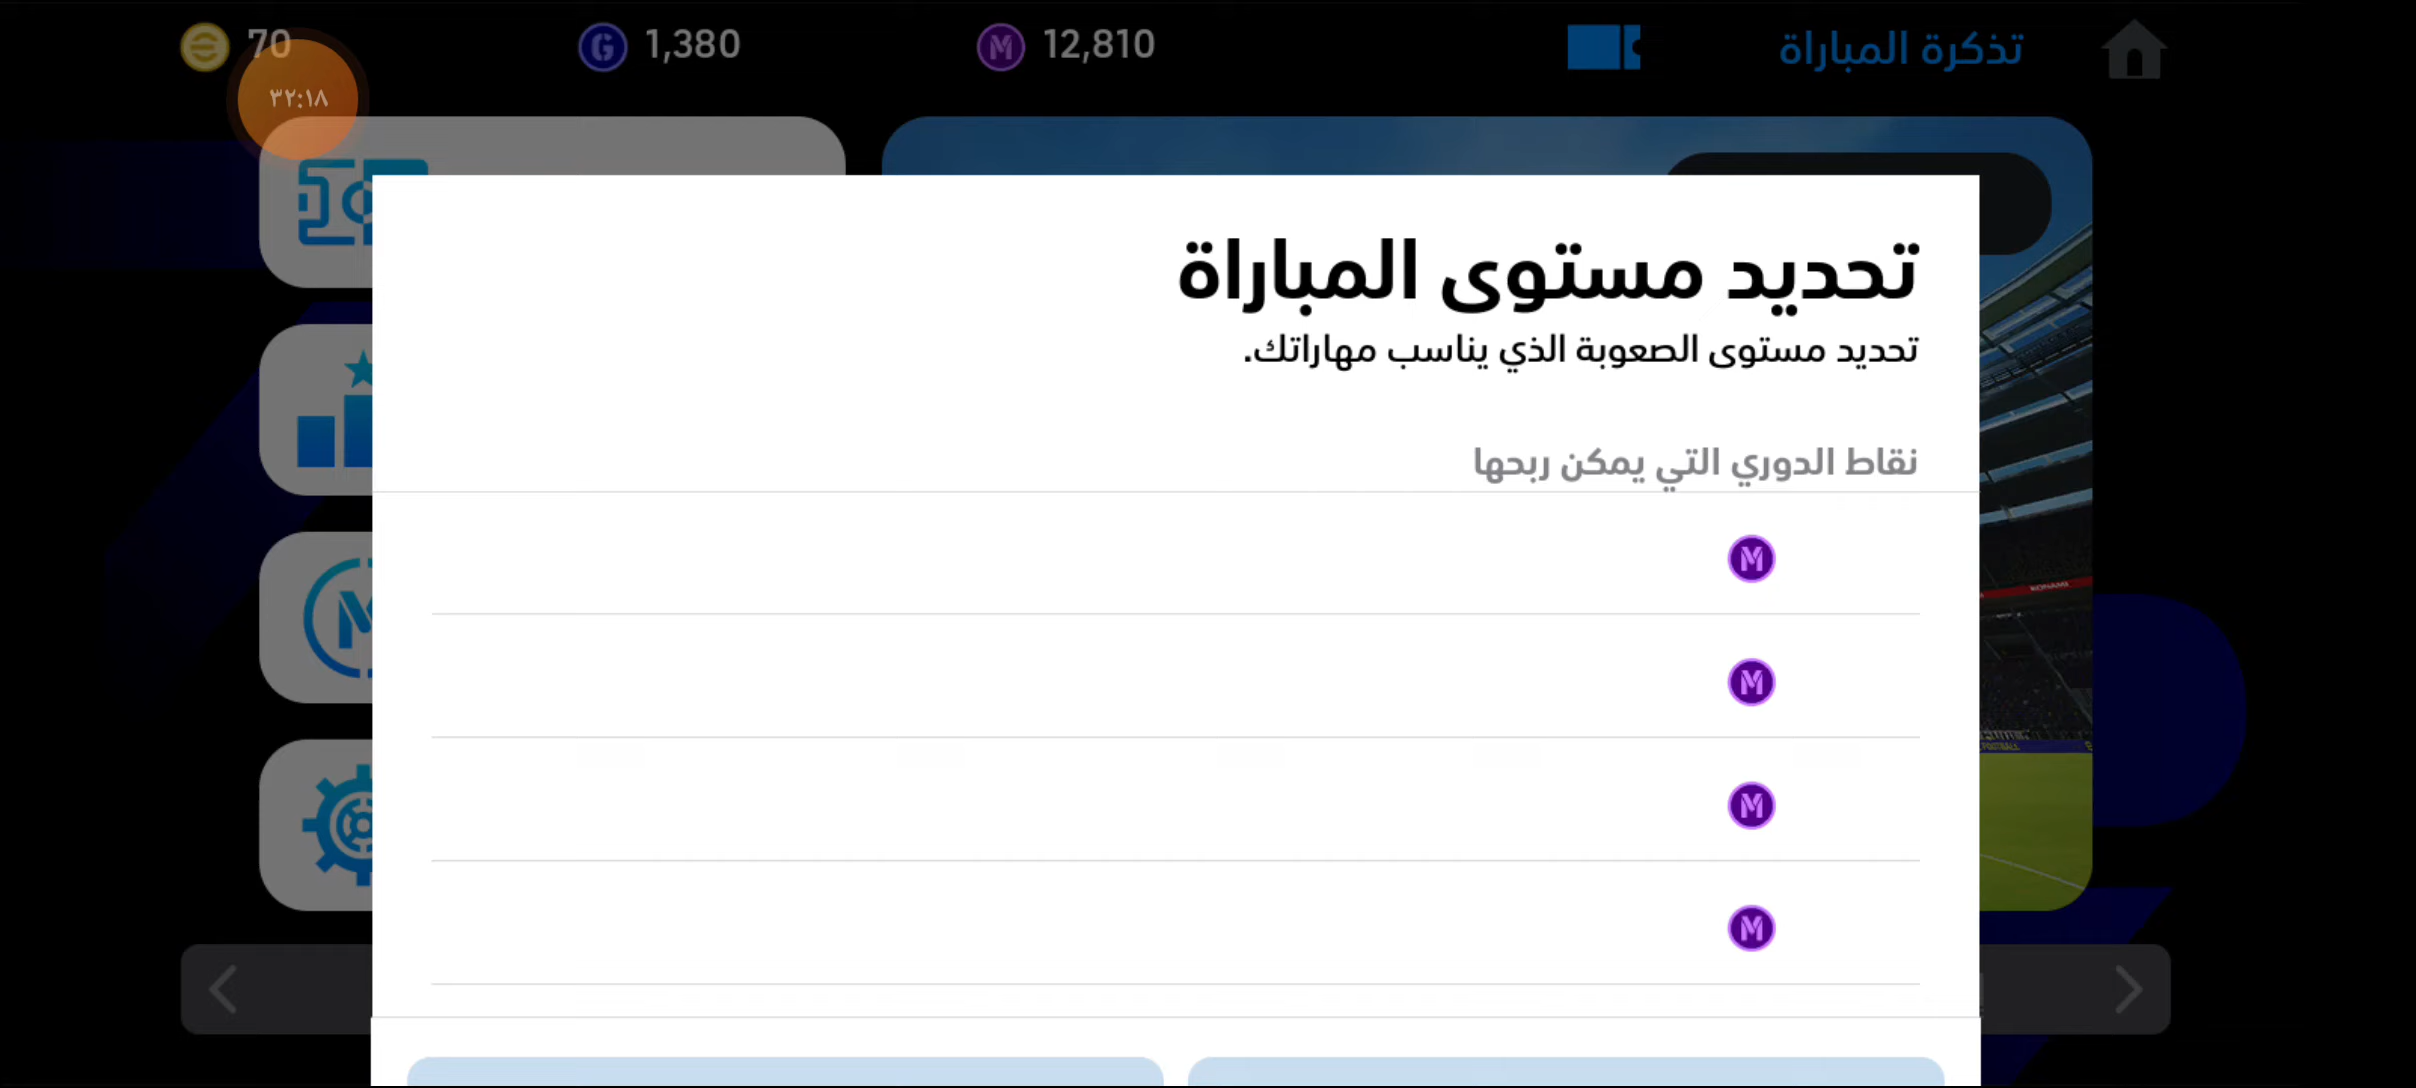 تذكرة المباراة
12,810
1,380
70
٣٢:١٨
تحديد مستوى المباراة
تحديد مستوى الصعوبة الذي يناسب مهاراتك.
نقاط الدوري التي يمكن ربحها
KONAMI